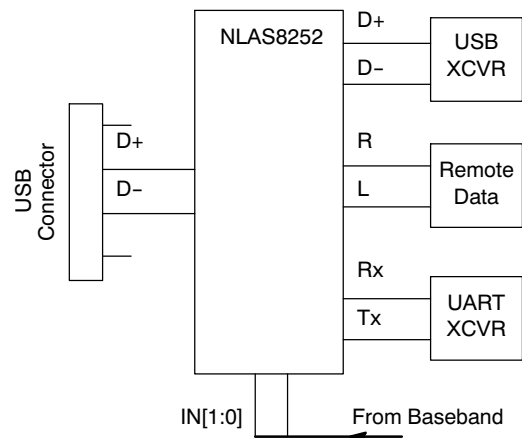 NLAS8252
D+
D−
USB
XCVR
USB
Connector
D+
D−
R
L
Remote
Data
Rx
Tx
UART
XCVR
IN[1:0]
From Baseband